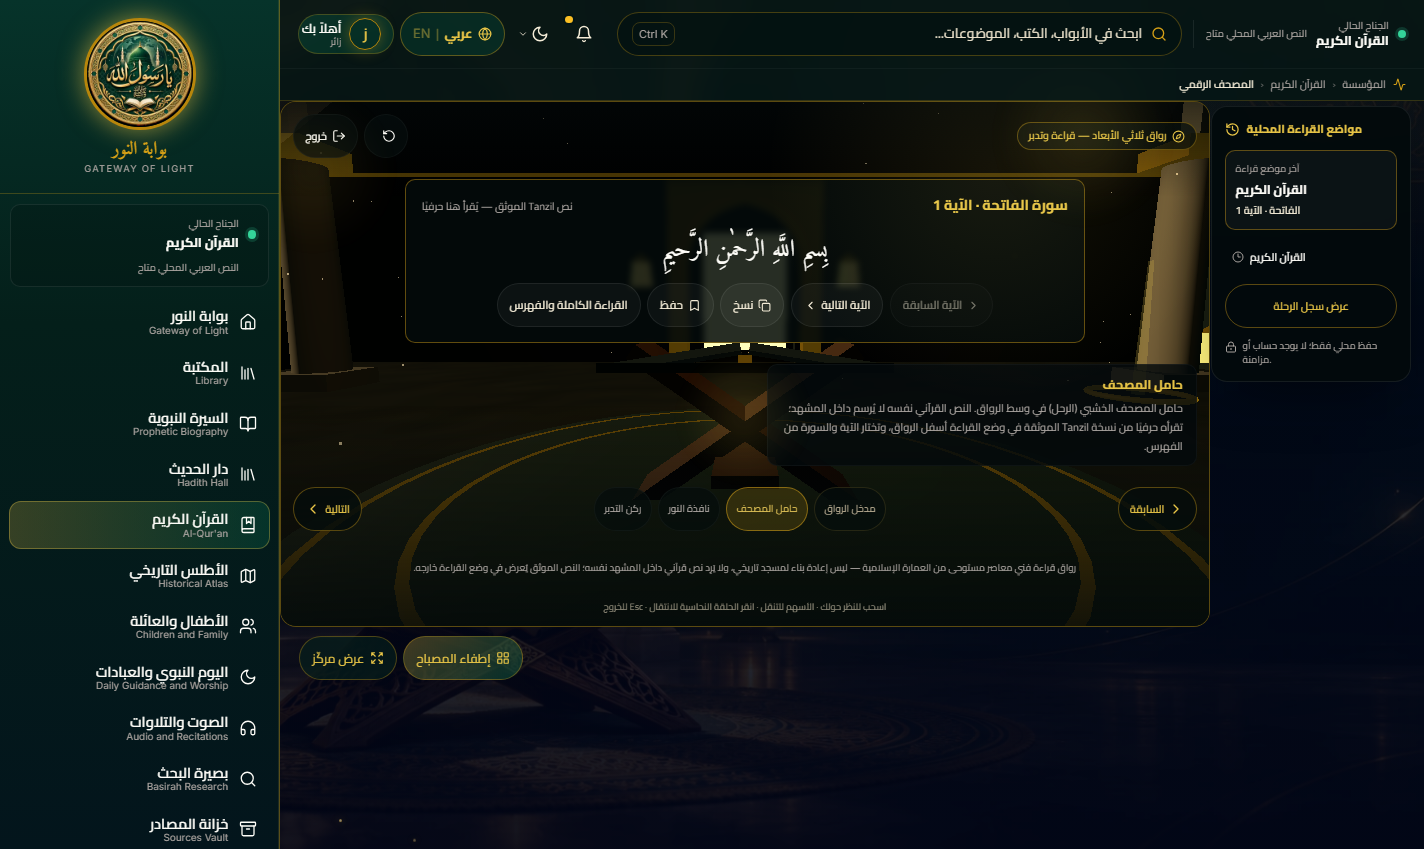 الجناح الحالي
القرآن الكريم
النص العربي المحلي متاح
ابحث في الأبواب، الكتب، الموضوعات...
Ctrl K
عربي | EN
ز
أهلاً بك
زائر
المؤسسة ‹ القرآن الكريم ‹ المصحف الرقمي
يا رسول الله
بوابة النور
GATEWAY OF LIGHT
الجناح الحالي
القرآن الكريم
النص العربي المحلي متاح
بوابة النور
Gateway of Light
المكتبة
Library
السيرة النبوية
Prophetic Biography
دار الحديث
Hadith Hall
القرآن الكريم
Al-Qur'an
الأطلس التاريخي
Historical Atlas
الأطفال والعائلة
Children and Family
اليوم النبوي والعبادات
Daily Guidance and Worship
الصوت والتلاوات
Audio and Recitations
بصيرة البحث
Basirah Research
خزانة المصادر
Sources Vault
مواضع القراءة المحلية
آخر موضع قراءة
القرآن الكريم
الفاتحة · الآية 1
القرآن الكريم
عرض سجل الرحلة
حفظ محلي فقط؛ لا يوجد حساب أو
مزامنة.
رواق ثلاثي الأبعاد — قراءة وتدبر
خروج
سورة الفاتحة · الآية 1
نص Tanzil الموثق — يُقرأ هنا حرفيًا
بِسمِ اللَّهِ الرَّحمٰنِ الرَّحيمِ
الآية السابقة
الآية التالية
نسخ
حفظ
القراءة الكاملة والفهرس
حامل المصحف
حامل المصحف الخشبي (الرحل) في وسط الرواق. النص القرآني نفسه لا يُرسم داخل المشهد؛
تقرأه حرفيًا من نسخة Tanzil الموثقة في وضع القراءة أسفل الرواق، وتختار الآية والسورة من
الفهرس.
السابقة
مدخل الرواق
حامل المصحف
نافذة النور
ركن التدبر
التالية
رواق قراءة فني معاصر مستوحى من العمارة الإسلامية — ليس إعادة بناء لمسجد تاريخي، ولا يَرِد نص قرآني داخل المشهد نفسه؛ النص الموثق يُعرض في وضع القراءة خارجه.
اسحب للنظر حولك · الأسهم للتنقل · انقر الحلقة النحاسية للانتقال · Esc للخروج
إطفاء المصباح
عرض مركّز